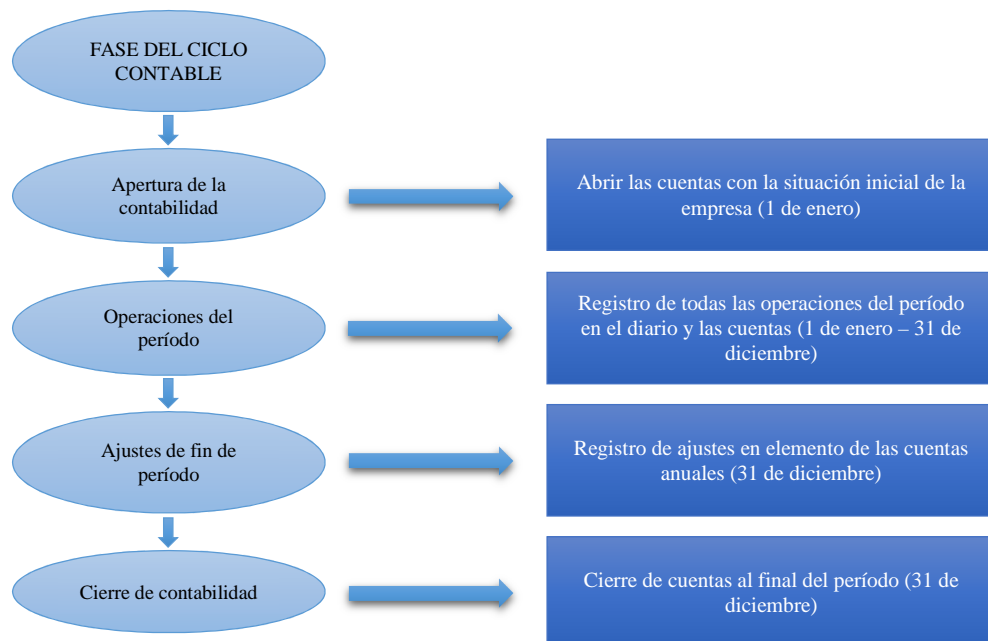 FASE DEL CICLO
CONTABLE
Apertura de la
contabilidad
Abrir las cuentas con la situación inicial de la
empresa (1 de enero)
Operaciones del
período
Registro de todas las operaciones del período
en el diario y las cuentas (1 de enero – 31 de
diciembre)
Ajustes de fin de
período
Registro de ajustes en elemento de las cuentas
anuales (31 de diciembre)
Cierre de contabilidad
Cierre de cuentas al final del período (31 de
diciembre)